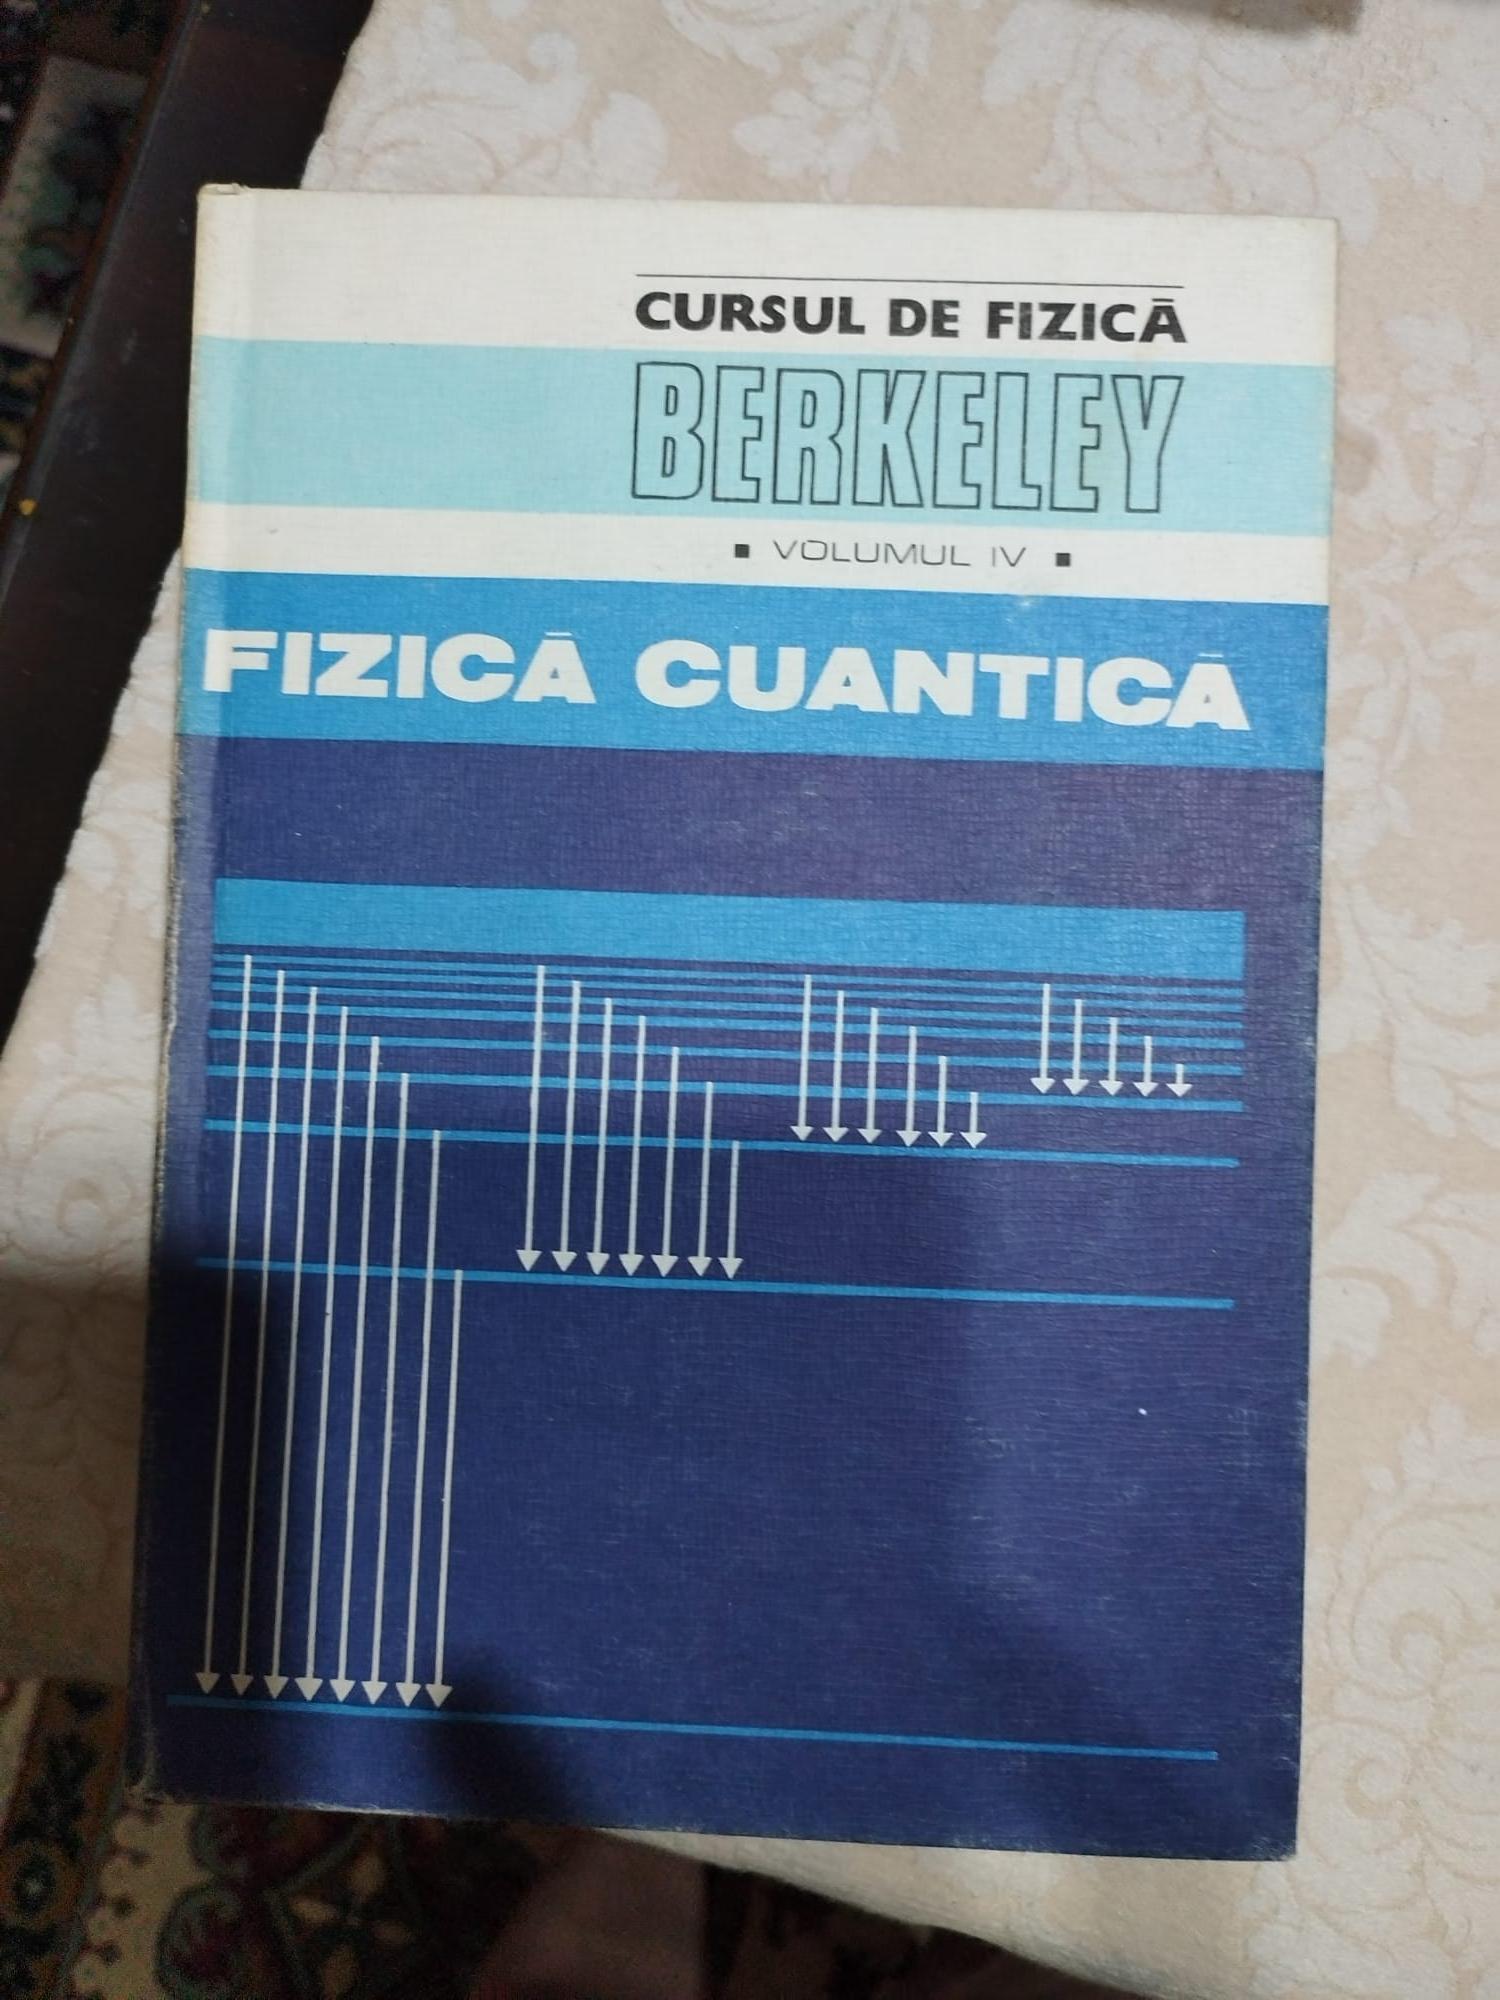 CURSUL DE FIZICĂ
BERKELEY
▪ VOLUMUL IV ▪
FIZICĂ CUANTICĂ